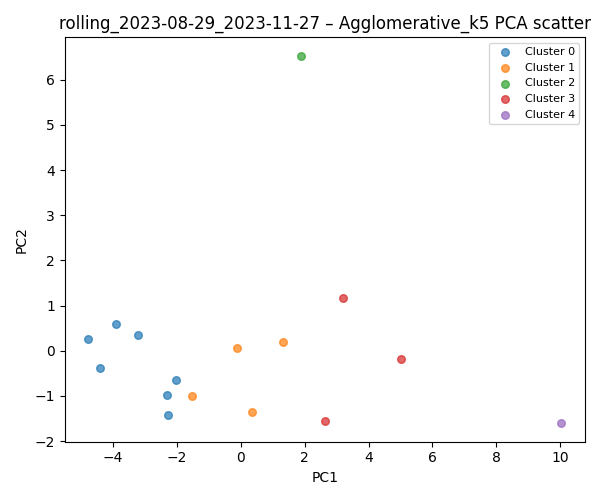 rolling_2023-08-29_2023-11-27 – Agglomerative_k5 PCA scatter
Cluster 0
Cluster 1
Cluster 2
Cluster 3
Cluster 4
6
5
4
3
2
1
0
−1
−2
PC2
−4 −2 0 2 4 6 8 10
PC1